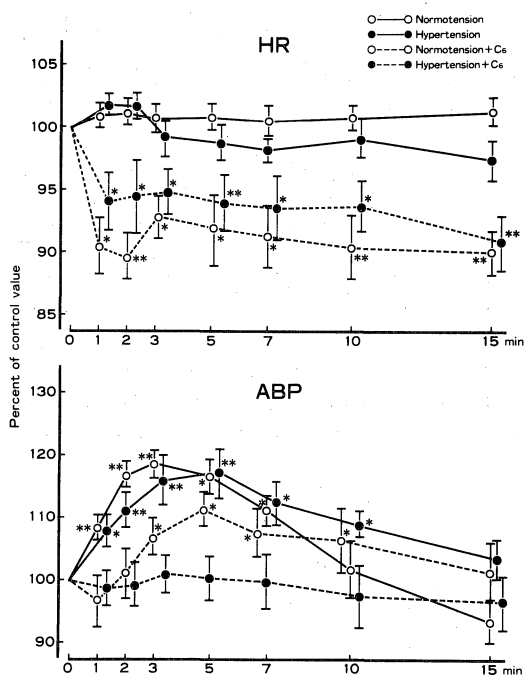 Normotension
Hypertension
Normotension+C6
Hypertension+C6
HR
105
100
95
90
85
* * * ** * * **
* ** * * * ** **
0 1 2 3 5 7 10 15 min
Percent of control value
ABP
130
120
110
100
90
** ** ** * *
* ** ** ** * *
* * * *
0 1 2 3 5 7 10 15 min